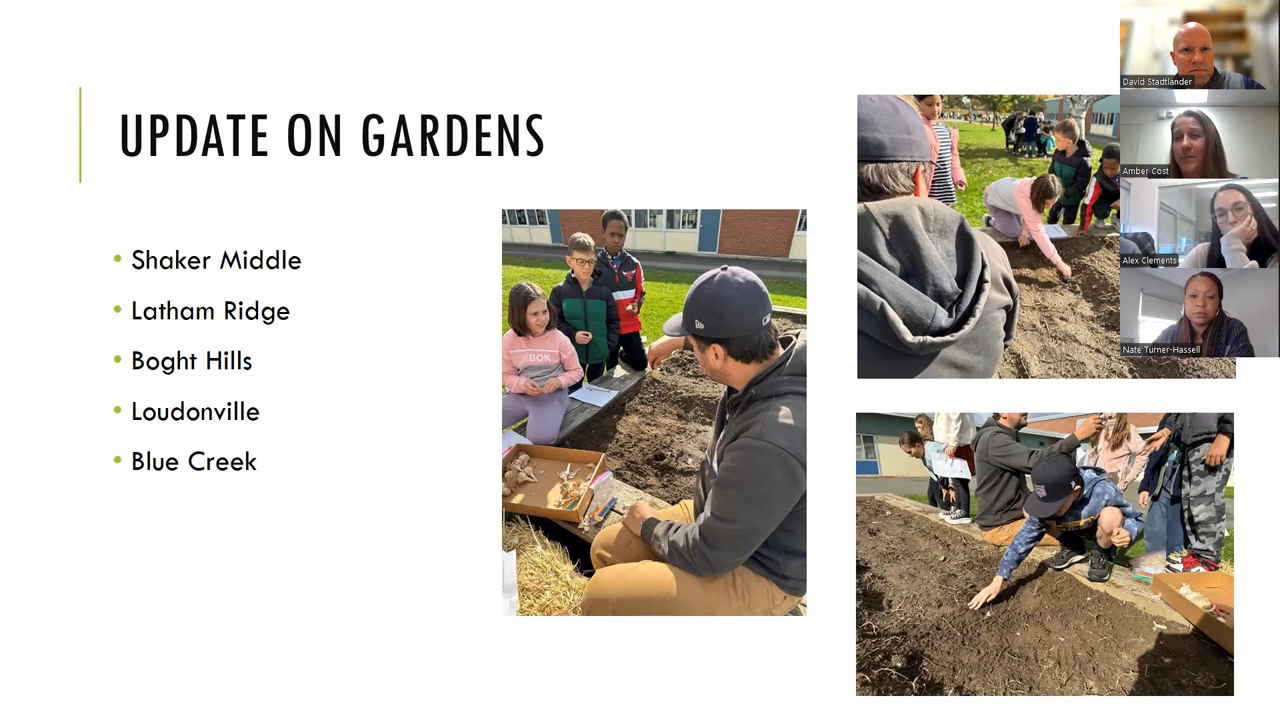 UPDATE ON GARDENS
Shaker Middle
Latham Ridge
Boght Hills
Loudonville
Blue Creek
BOK
David Stadtlander
Amber Cost
Alex Clements
Nate Turner-Hassell